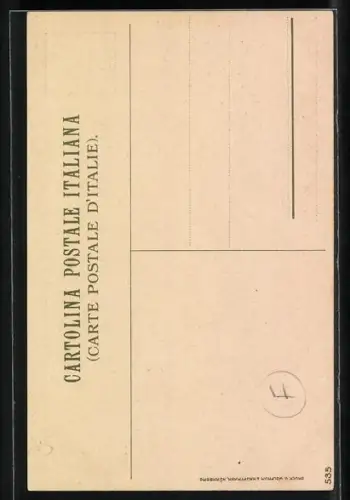 CARTOLINA POSTALE ITALIANA
(CARTE POSTALE D'ITALIE).
F
535